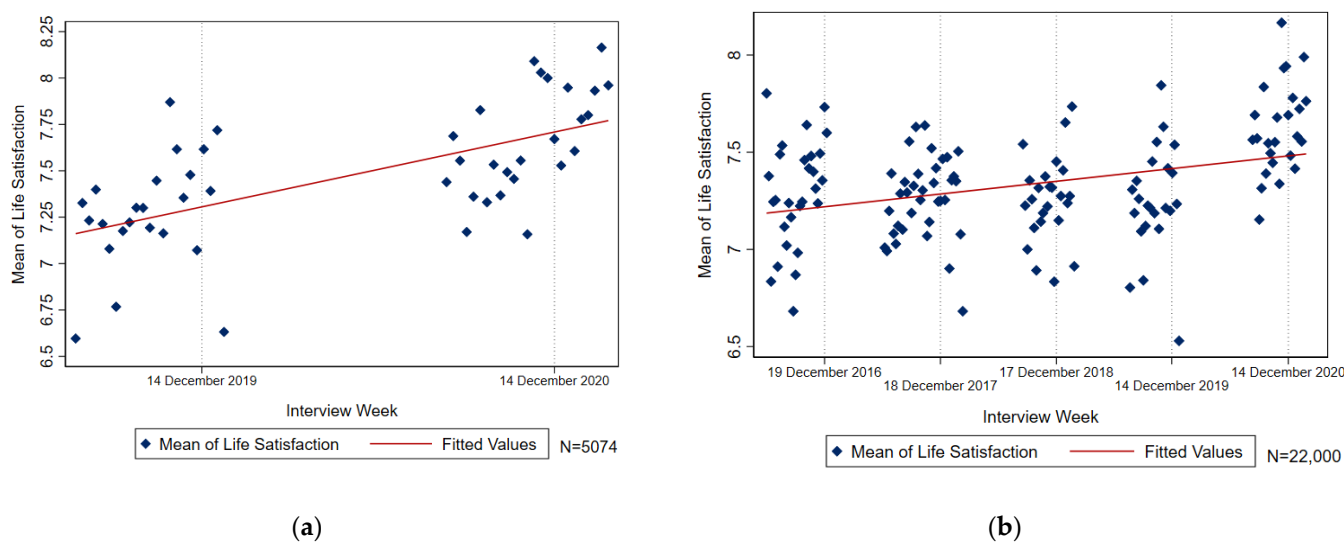 8.25
8
7.75
7.5
7.25
7
6.75
6.5
Mean of Life Satisfaction
14 December 2019
14 December 2020
Interview Week
Mean of Life Satisfaction
Fitted Values
N=5074
(a)
8
7.5
7
6.5
Mean of Life Satisfaction
19 December 2016
18 December 2017
17 December 2018
14 December 2019
14 December 2020
Interview Week
Mean of Life Satisfaction
Fitted Values
N=22,000
(b)